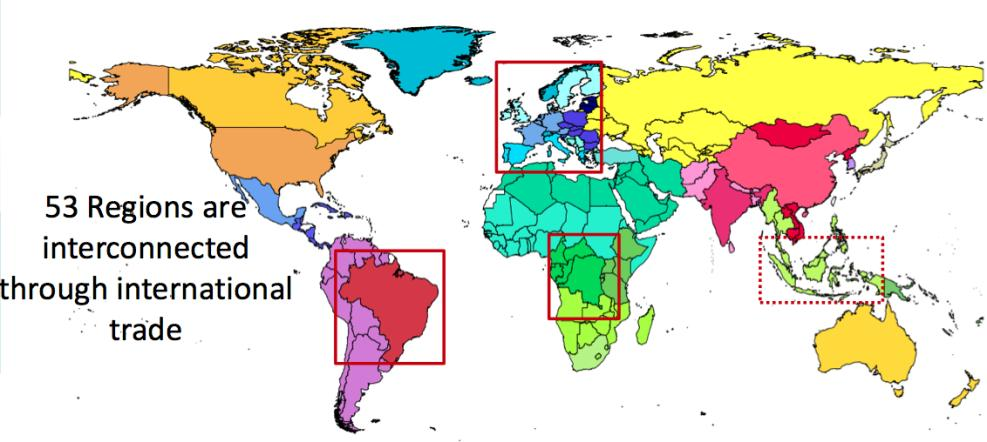 53 Regions are
interconnected
through international
trade